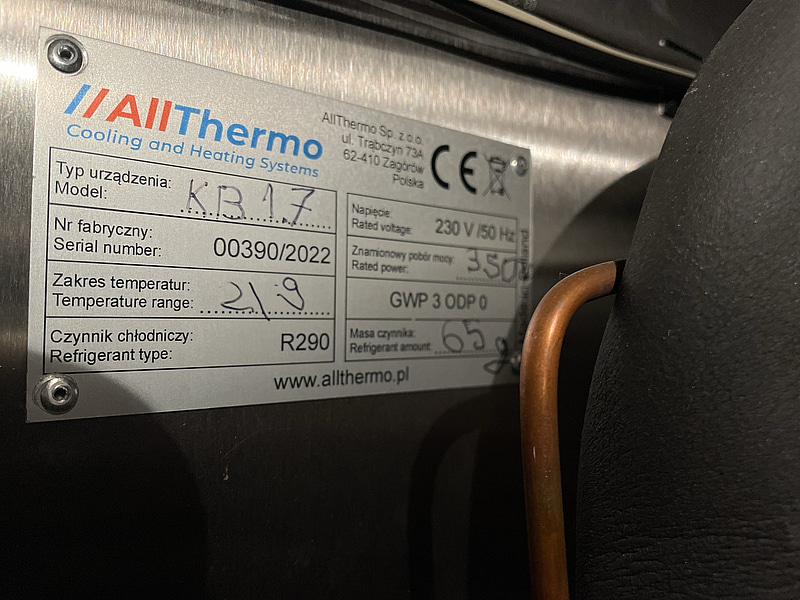 AllThermo
Cooling and Heating Systems
AllThermo Sp. z o.o.
ul. Trąbczyn 73A
62-410 Zagórów
Polska
CE
Typ urządzenia:
Model: KB 17
Nr fabryczny:
Serial number: 00390/2022
Zakres temperatur:
Temperature range: 2\9
Czynnik chłodniczy:
Refrigerant type: R290
Napięcie:
Rated voltage: 230 V /50 Hz
Znamionowy pobór mocy:
Rated power: 350
GWP 3 ODP 0
Masa czynnika:
Refrigerant amount: 65 g
www.allthermo.pl